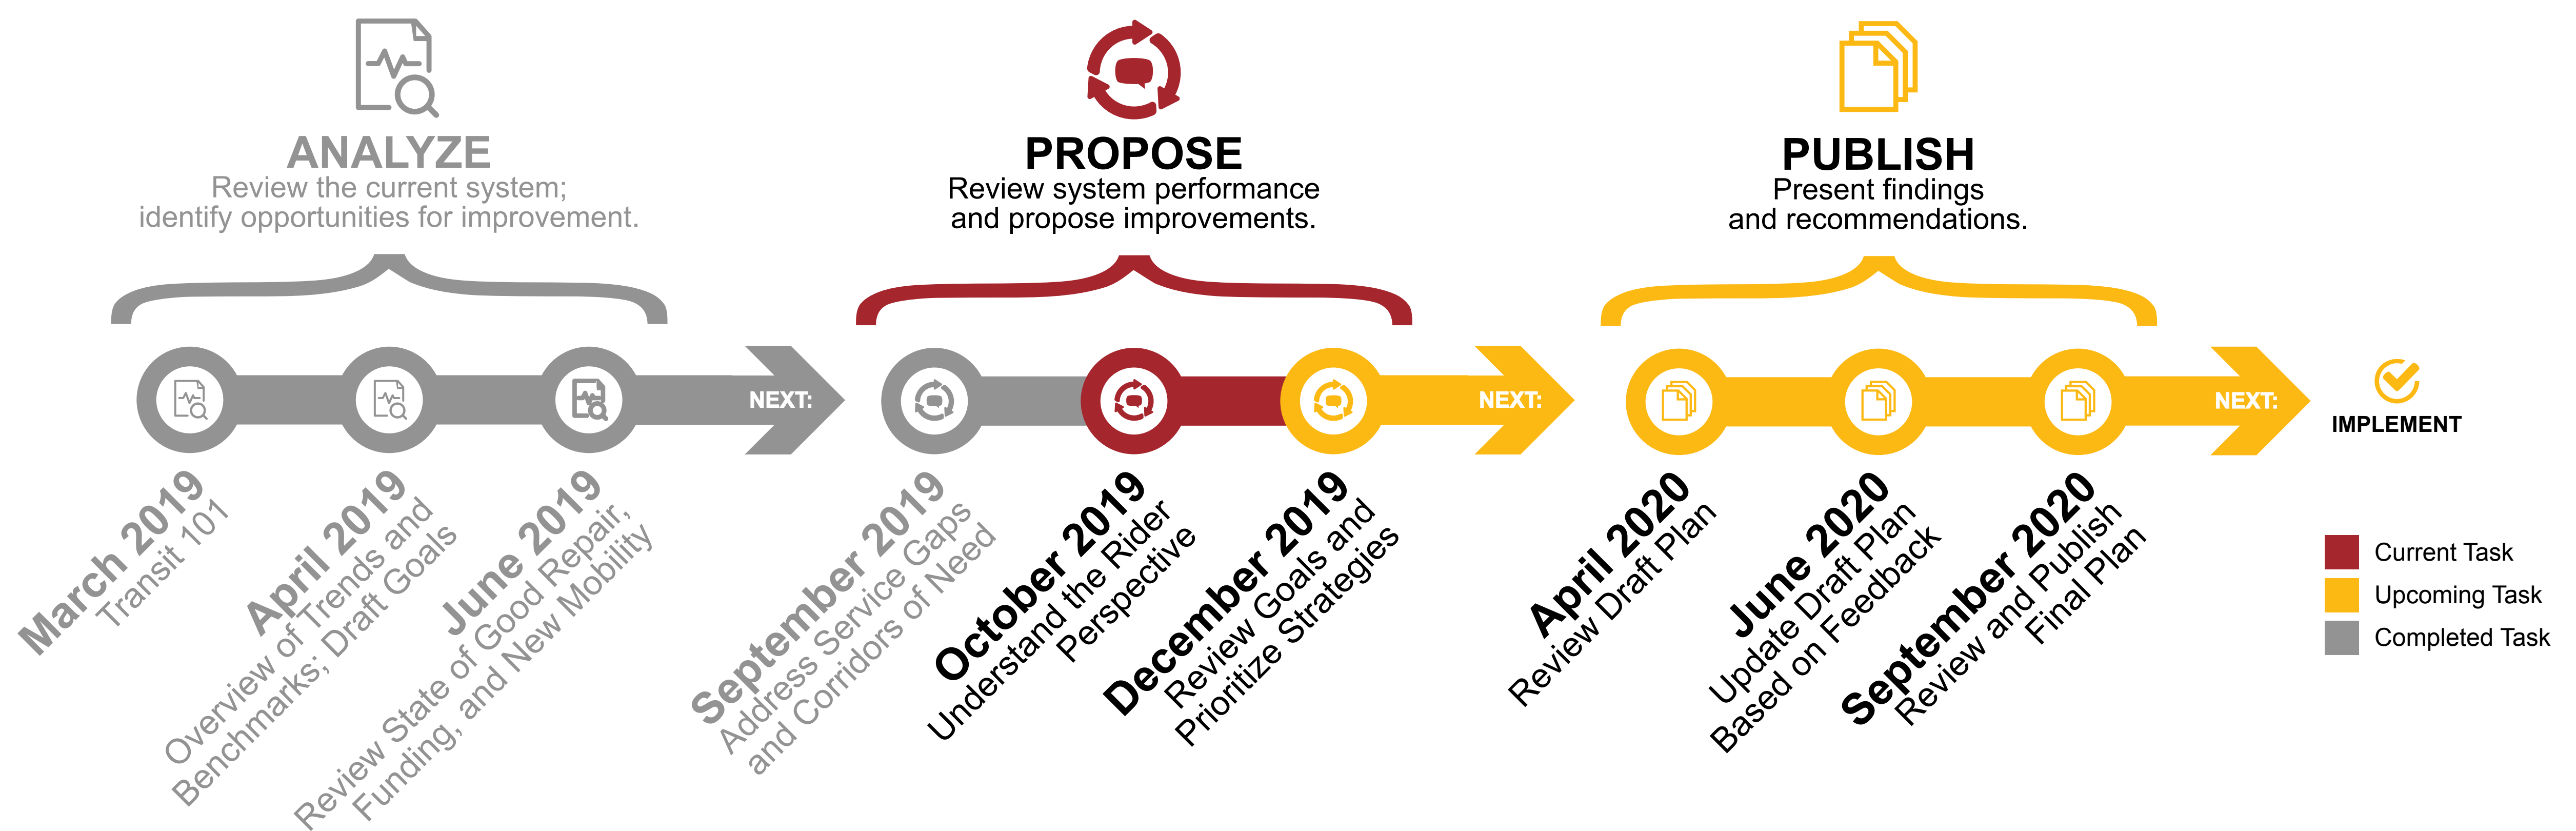 ANALYZE
Review the current system;
identify opportunities for improvement.
PROPOSE
Review system performance
and propose improvements.
PUBLISH
Present findings
and recommendations.
NEXT:
NEXT:
NEXT:
IMPLEMENT
March 2019
Transit 101
April 2019
Overview of Trends and
Benchmarks; Draft Goals
June 2019
Review State of Good Repair,
Funding, and New Mobility
September 2019
Address Service Gaps
and Corridors of Need
October 2019
Understand the Rider
Perspective
December 2019
Review Goals and
Prioritize Strategies
April 2020
Review Draft Plan
June 2020
Update Draft Plan
Based on Feedback
September 2020
Review and Publish
Final Plan
Current Task
Upcoming Task
Completed Task